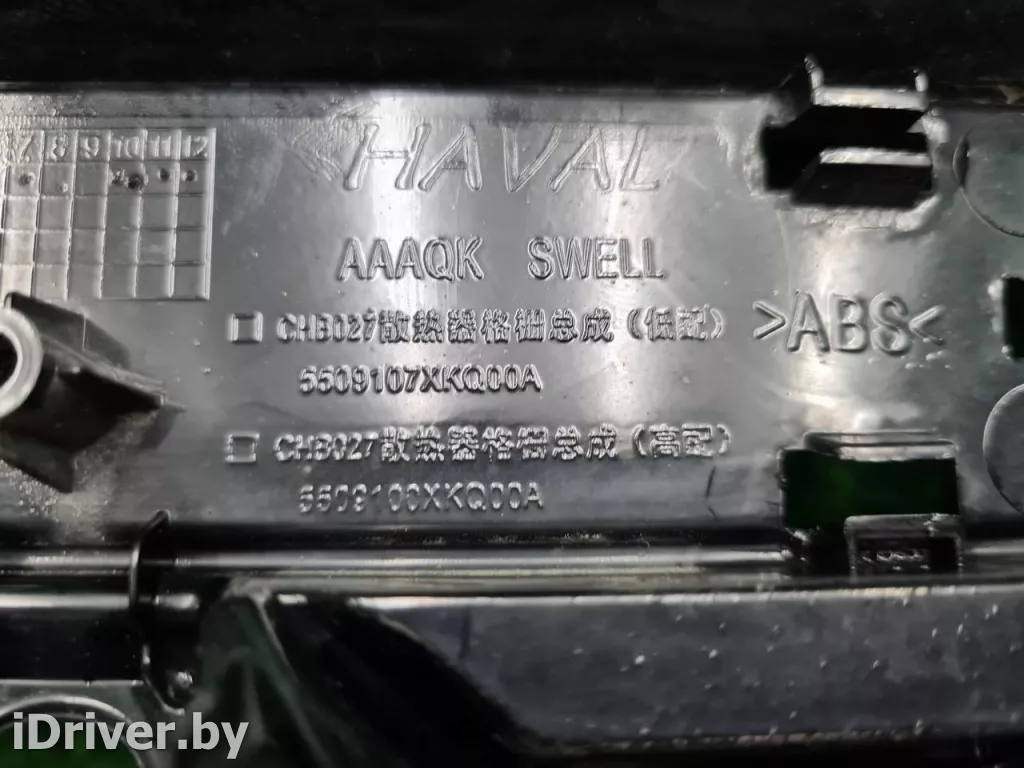 7 8 9 10 11 12
HAVAL
AAAQK SWELL
CHB027散热器格栅总成(低配)
5509107XKQ00A
>ABS<
CHB027散热器格栅总成(高配)
5509100XKQ00A
iDriver.by